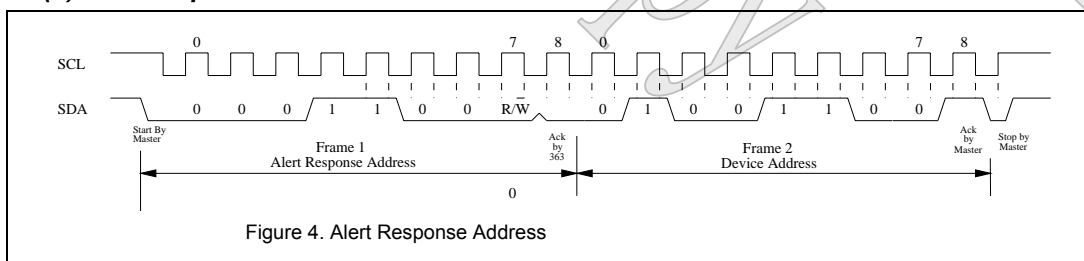 0 7 8 0 7 8
SCL
SDA 0 0 0 1 1 0 0 R/W 0 1 0 0 1 1 0 0
Start By
Master
Ack
by
363
Ack
by
Master
Stop by
Master
Frame 1
Alert Response Address
Frame 2
Device Address
0
Figure 4. Alert Response Address